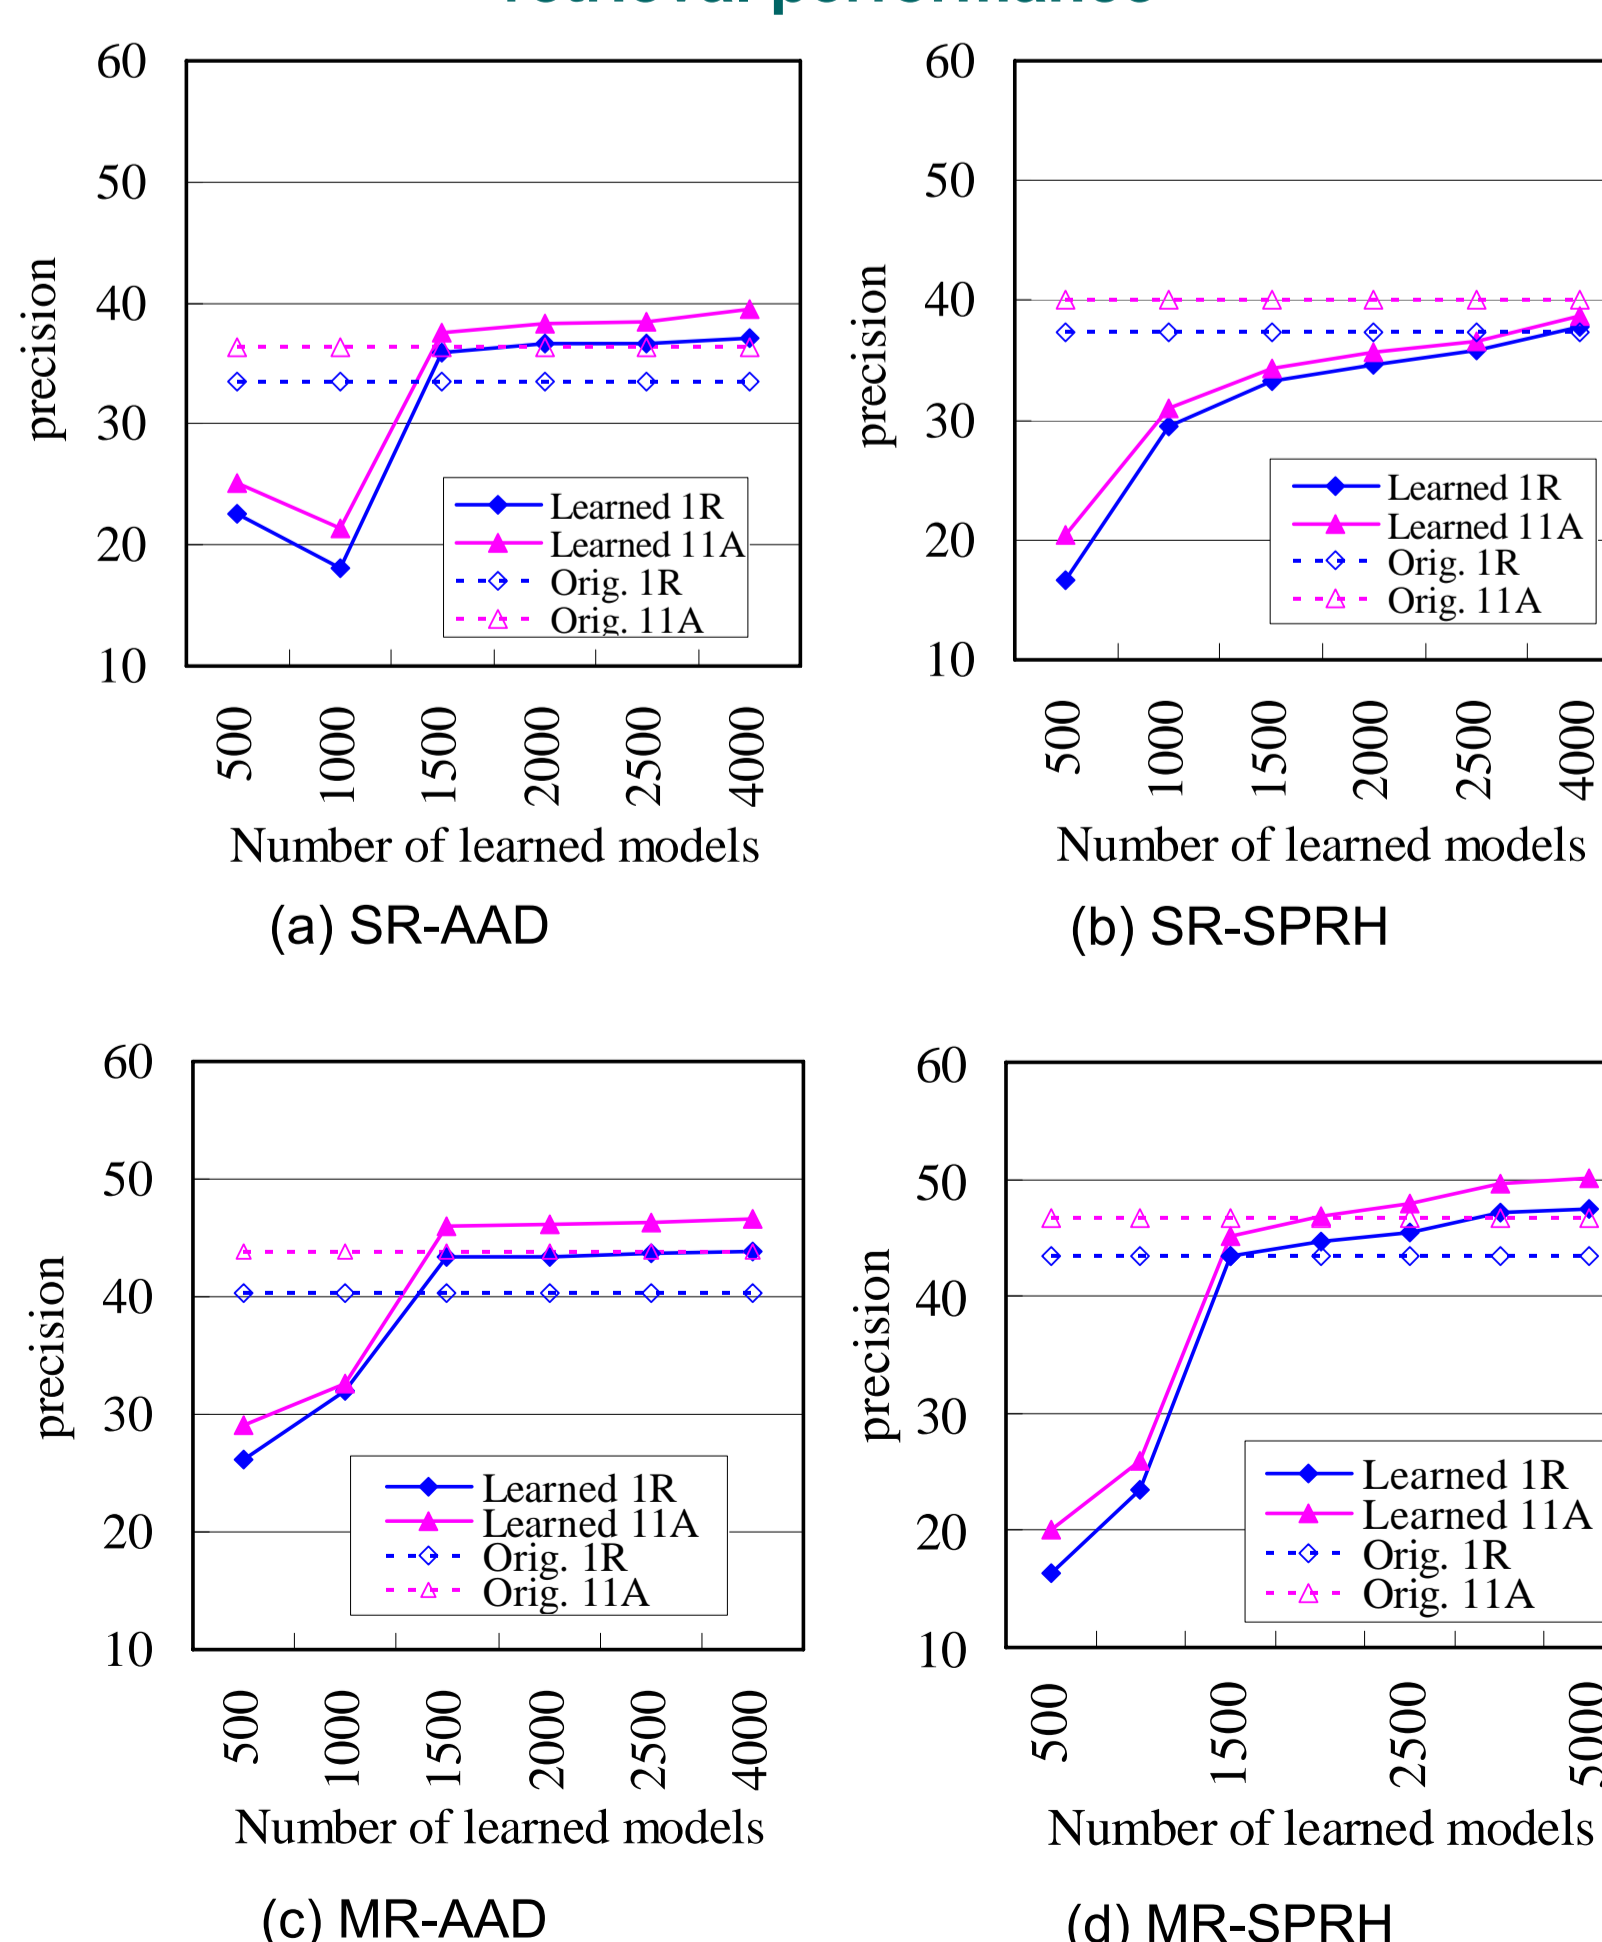 retrieval performance
60
50
40
30
20
10
precision
Learned 1R
Learned 11A
Orig. 1R
Orig. 11A
500
1000
1500
2000
2500
4000
Number of learned models
(a) SR-AAD
60
50
40
30
20
10
precision
Learned 1R
Learned 11A
Orig. 1R
Orig. 11A
500
1000
1500
2000
2500
4000
Number of learned models
(b) SR-SPRH
60
50
40
30
20
10
precision
Learned 1R
Learned 11A
Orig. 1R
Orig. 11A
500
1000
1500
2000
2500
4000
Number of learned models
(c) MR-AAD
60
50
40
30
20
10
precision
Learned 1R
Learned 11A
Orig. 1R
Orig. 11A
500
1500
2500
5000
Number of learned models
(d) MR-SPRH